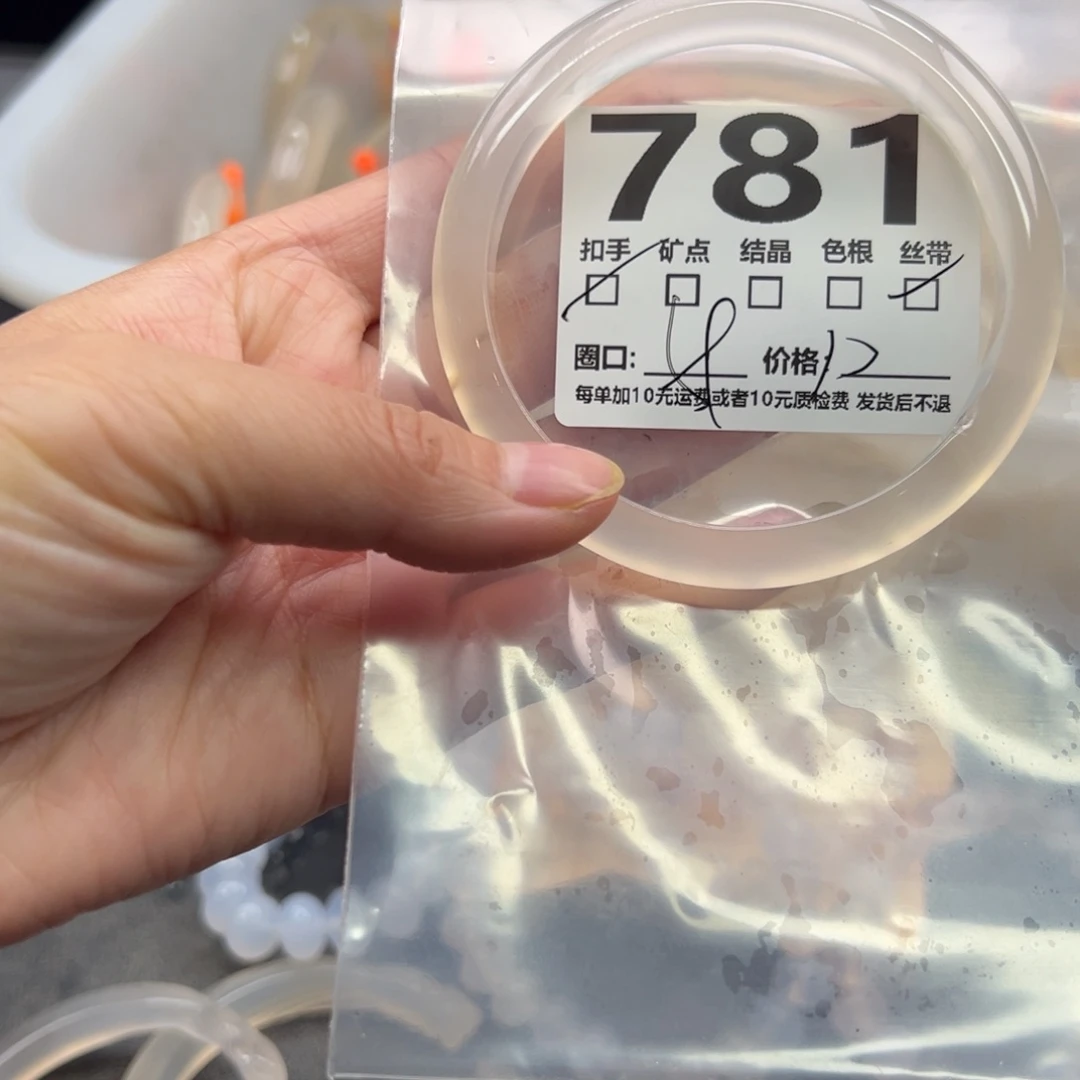 781
扣手 矿点 结晶 色根 丝带
圈口: 价格 12
每单加10元运费或者10元质检费 发货后不退